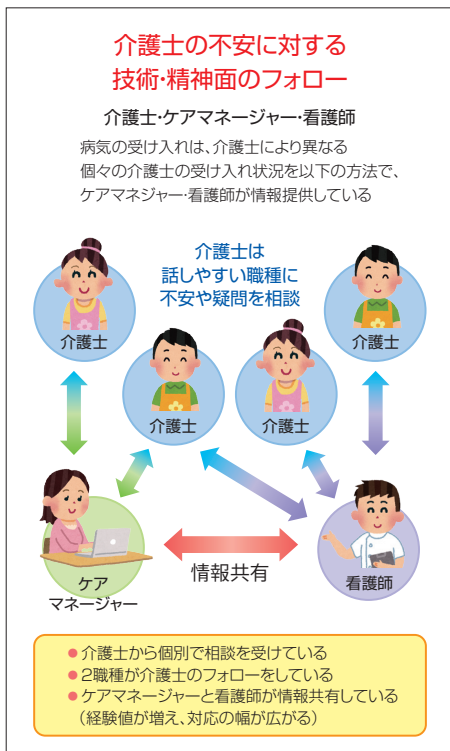 介護士の不安に対する
技術・精神面のフォロー
介護士・ケアマネージャー・看護師
病気の受け入れは、介護士により異なる
個々の介護士の受け入れ状況を以下の方法で、
ケアマネジャー・看護師が情報提供している
介護士は
話しやすい職種に
不安や疑問を相談
介護士
介護士
介護士
介護士
情報共有
ケア
マネージャー
看護師
●介護士から個別で相談を受けている
●2職種が介護士のフォローをしている
●ケアマネージャーと看護師が情報共有している
（経験値が増え、対応の幅が広がる）